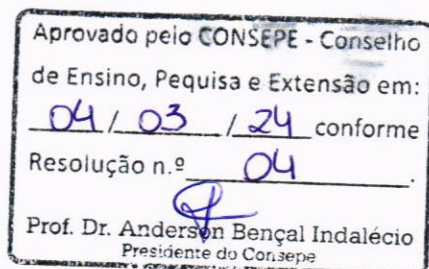 Aprovado pelo CONSEPE - Conselho
de Ensino, Pequisa e Extensão em:
04 / 03 / 24 conforme
Resolução n.º 04.
Prof. Dr. Anderson Bençal Indalécio
Presidente do Consepe